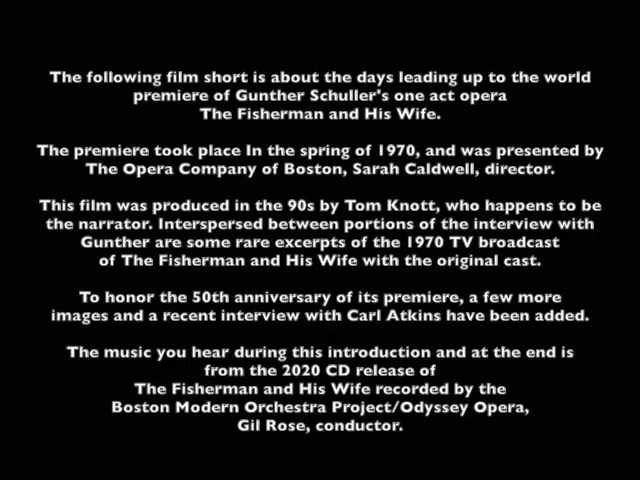 The following film short is about the days leading up to the world
premiere of Gunther Schuller's one act opera
The Fisherman and His Wife.
The premiere took place In the spring of 1970, and was presented by
The Opera Company of Boston, Sarah Caldwell, director.
This film was produced in the 90s by Tom Knott, who happens to be
the narrator. Interspersed between portions of the interview with
Gunther are some rare excerpts of the 1970 TV broadcast
of The Fisherman and His Wife with the original cast.
To honor the 50th anniversary of its premiere, a few more
images and a recent interview with Carl Atkins have been added.
The music you hear during this introduction and at the end is
from the 2020 CD release of
The Fisherman and His Wife recorded by the
Boston Modern Orchestra Project/Odyssey Opera,
Gil Rose, conductor.